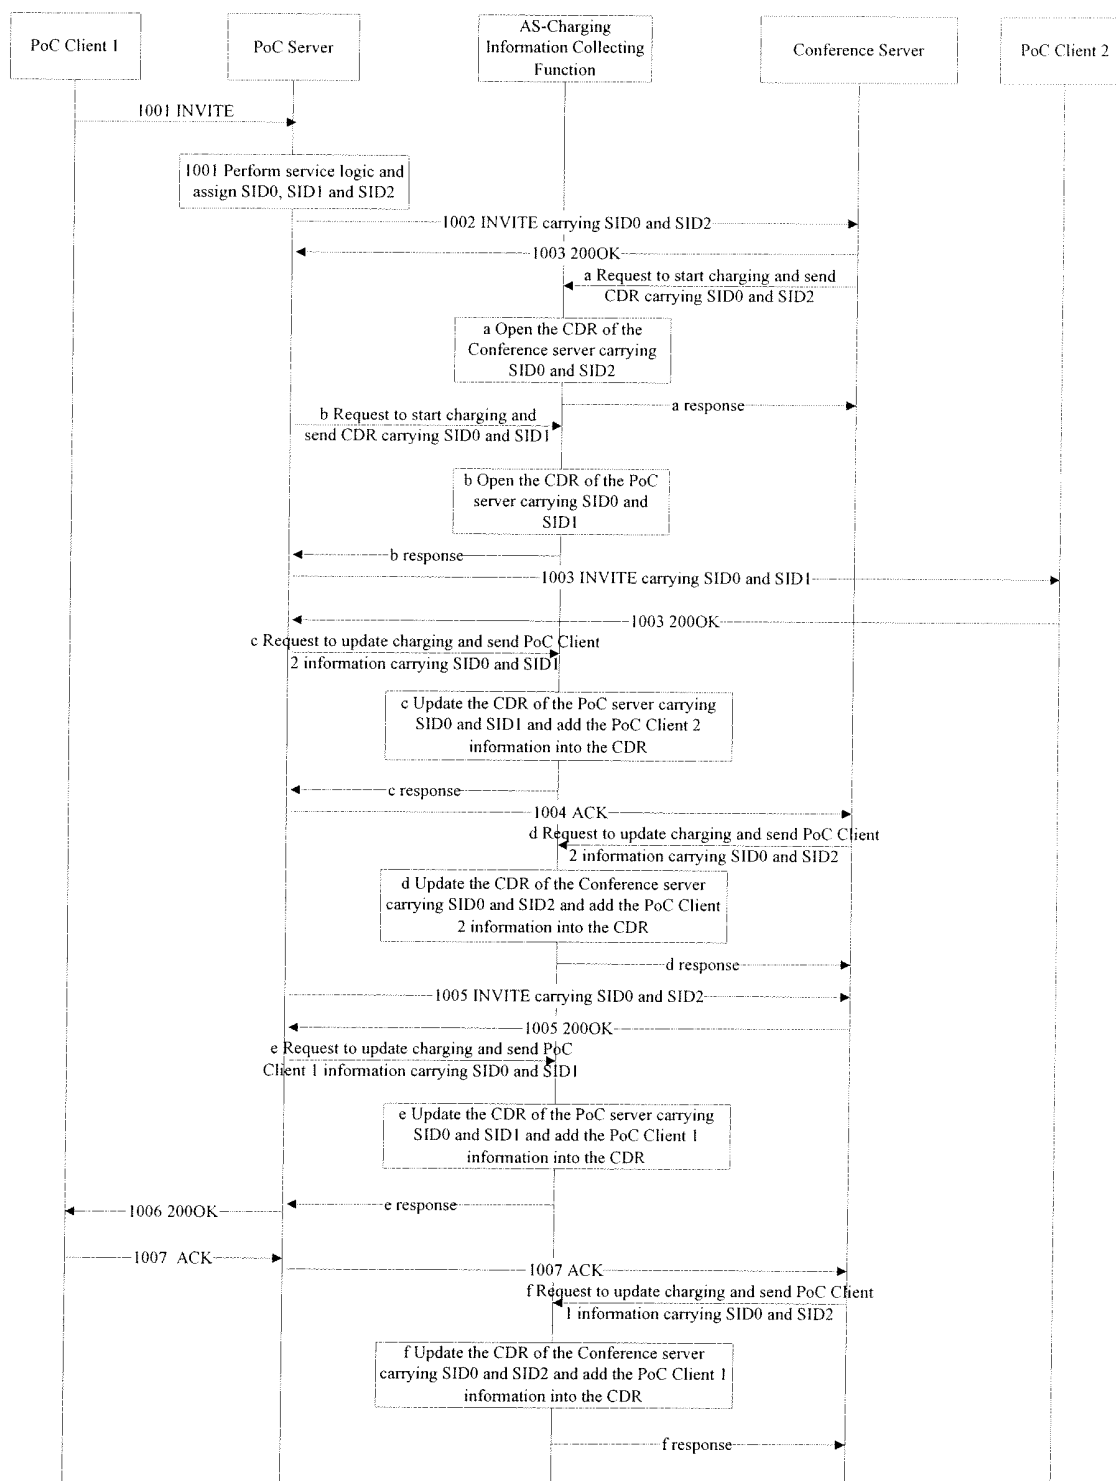 PoC Client 1
PoC Server
AS-Charging
Information Collecting
Function
Conference Server
PoC Client 2
1001 INVITE
1001 Perform service logic and
assign SID0, SID1 and SID2
1002 INVITE carrying SID0 and SID2
1003 200OK
a Request to start charging and send
CDR carrying SID0 and SID2
a Open the CDR of the
Conference server carrying
SID0 and SID2
a response
b Request to start charging and
send CDR carrying SID0 and SID1
b Open the CDR of the PoC
server carrying SID0 and
SID1
b response
1003 INVITE carrying SID0 and SID1
1003 200OK
c Request to update charging and send PoC Client
2 information carrying SID0 and SID1
c Update the CDR of the PoC server carrying
SID0 and SID1 and add the PoC Client 2
information into the CDR
c response
1004 ACK
d Request to update charging and send PoC Client
2 information carrying SID0 and SID2
d Update the CDR of the Conference server
carrying SID0 and SID2 and add the PoC Client
2 information into the CDR
d response
1005 INVITE carrying SID0 and SID2
1005 200OK
e Request to update charging and send PoC
Client 1 information carrying SID0 and SID1
e Update the CDR of the PoC server carrying
SID0 and SID1 and add the PoC Client 1
information into the CDR
e response
1006 200OK
1007 ACK
1007 ACK
f Request to update charging and send PoC Client
1 information carrying SID0 and SID2
f Update the CDR of the Conference server
carrying SID0 and SID2 and add the PoC Client 1
information into the CDR
f response